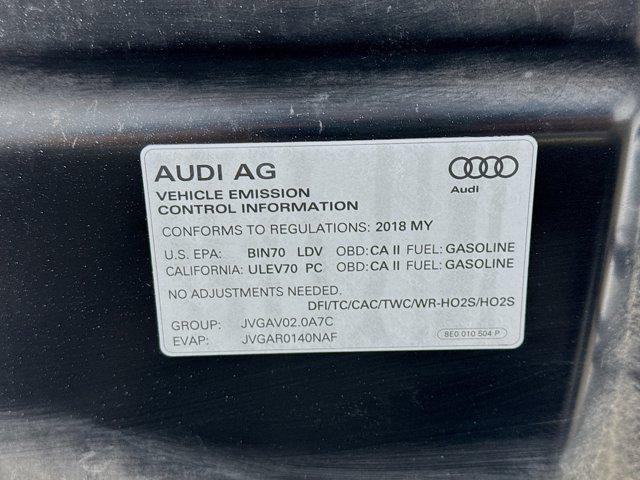 AUDI AG
Audi
VEHICLE EMISSION
CONTROL INFORMATION
CONFORMS TO REGULATIONS: 2018 MY
U.S. EPA: BIN70 LDV OBD: CA II FUEL: GASOLINE
CALIFORNIA: ULEV70 PC OBD: CA II FUEL: GASOLINE
NO ADJUSTMENTS NEEDED.
DFI/TC/CAC/TWC/WR-HO2S/HO2S
GROUP: JVGAV02.0A7C
EVAP: JVGAR0140NAF
8E0 010 504 P